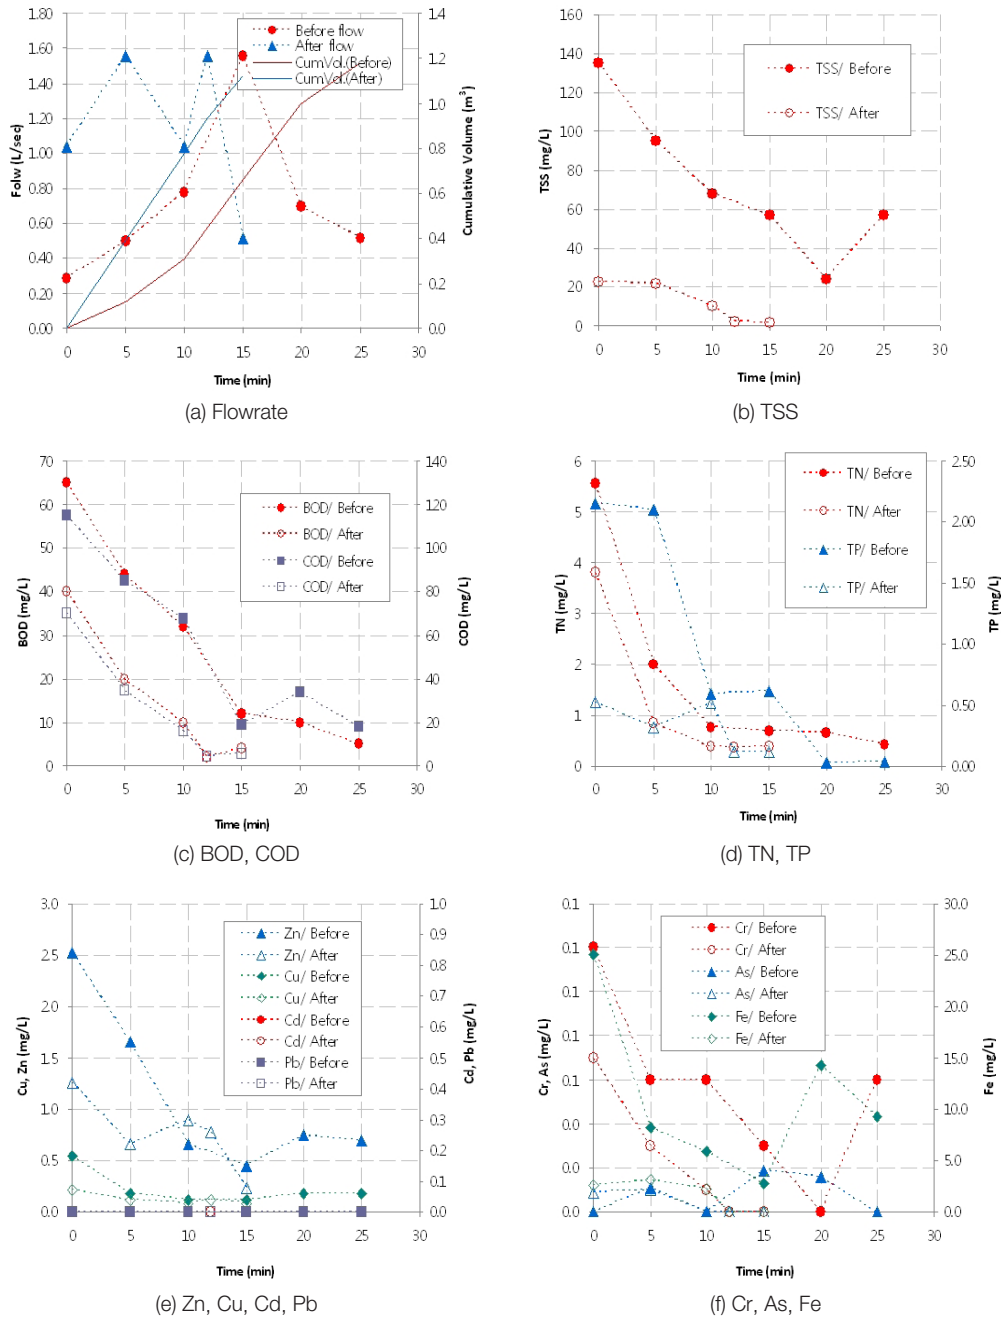 1.80
1.60
1.40
1.20
1.00
0.80
0.60
0.40
0.20
0.00
Folw (L/sec)
1.4
1.2
1.0
0.8
0.6
0.4
0.2
0.0
Cumulative Volume (m³)
Before flow
After flow
CumVol.(Before)
CumVol.(After)
0 5 10 15 20 25 30
Time (min)
(a) Flowrate
160
140
120
100
80
60
40
20
0
TSS (mg/L)
TSS/ Before
TSS/ After
0 5 10 15 20 25 30
Time (min)
(b) TSS
70
60
50
40
30
20
10
0
BOD (mg/L)
140
120
100
80
60
40
20
0
COD (mg/L)
BOD/ Before
BOD/ After
COD/ Before
COD/ After
0 5 10 15 20 25 30
Time (min)
(c) BOD, COD
6
5
4
3
2
1
0
TN (mg/L)
2.50
2.00
1.50
1.00
0.50
0.00
TP (mg/L)
TN/ Before
TN/ After
TP/ Before
TP/ After
0 5 10 15 20 25 30
Time (min)
(d) TN, TP
3.0
2.5
2.0
1.5
1.0
0.5
0.0
Cu, Zn (mg/L)
1.0
0.9
0.8
0.7
0.6
0.5
0.4
0.3
0.2
0.1
0.0
Cd, Pb (mg/L)
Zn/ Before
Zn/ After
Cu/ Before
Cu/ After
Cd/ Before
Cd/ After
Pb/ Before
Pb/ After
0 5 10 15 20 25 30
Time (min)
(e) Zn, Cu, Cd, Pb
0.1
0.1
0.1
0.1
0.1
0.0
0.0
0.0
Cr, As (mg/L)
30.0
25.0
20.0
15.0
10.0
5.0
0.0
Fe (mg/L)
Cr/ Before
Cr/ After
As/ Before
As/ After
Fe/ Before
Fe/ After
0 5 10 15 20 25 30
Time (min)
(f) Cr, As, Fe